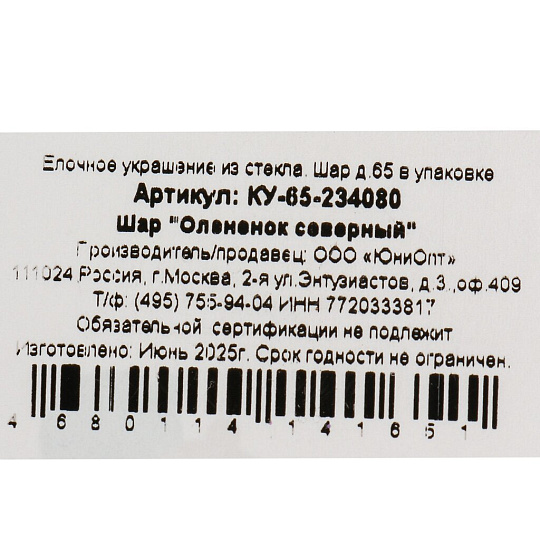 Елочное украшение из стекла. Шар д.65 в упаковке
Артикул: КУ-65-234080
Шар "Олененок северный"
Производитель/продавец: ООО «ЮниОпт»
111024 Россия, г.Москва, 2-я ул.Энтузиастов, д.3.,оф.409
Т/ф: (495) 755-94-04 ИНН 7720333817
Обязательной сертификации не подлежит
Изготовлено: Июнь 2025г. Срок годности не ограничен.
4 680114 141651